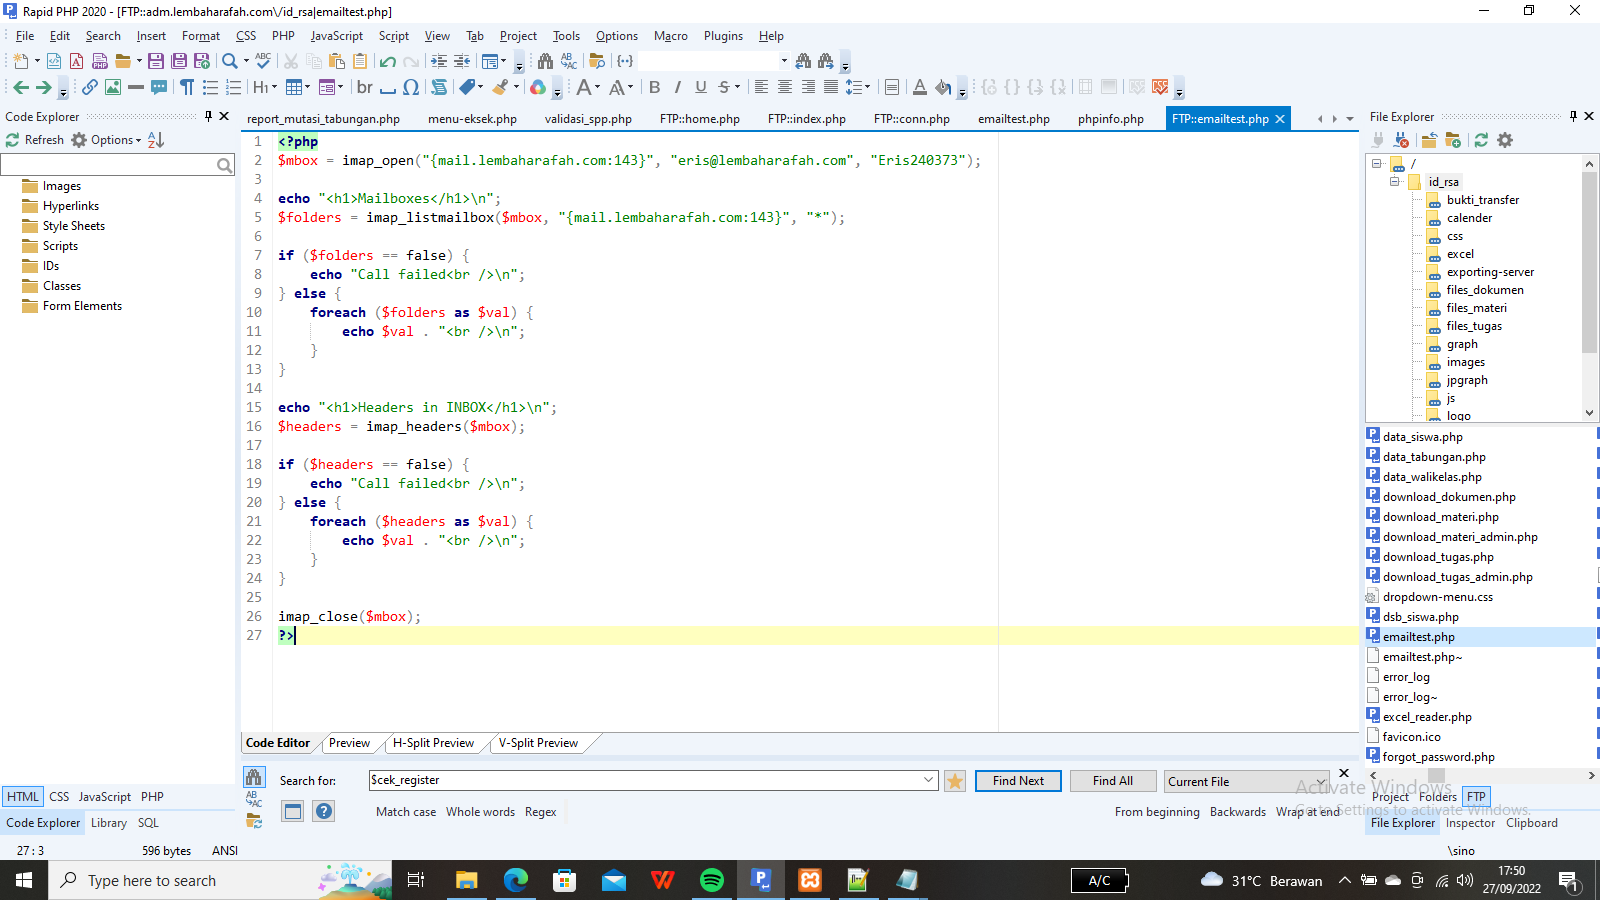 Rapid PHP 2020 - [FTP::adm.lembaharafah.com\/id_rsa|emailtest.php]
File Edit Search Insert Format CSS PHP JavaScript Script View Tab Project Tools Options Macro Plugins Help
Code Explorer
Refresh Options
Images
Hyperlinks
Style Sheets
Scripts
IDs
Classes
Form Elements
HTML CSS JavaScript PHP
Code Explorer Library SQL
report_mutasi_tabungan.php menu-eksek.php validasi_spp.php FTP::home.php FTP::index.php FTP::conn.php emailtest.php phpinfo.php FTP::emailtest.php
1 <?php
2 $mbox = imap_open("{mail.lembaharafah.com:143}", "eris@lembaharafah.com", "Eris240373");
3
4 echo "<h1>Mailboxes</h1>\n";
5 $folders = imap_listmailbox($mbox, "{mail.lembaharafah.com:143}", "*");
6
7 if ($folders == false) {
8 echo "Call failed<br />\n";
9 } else {
10 foreach ($folders as $val) {
11 echo $val . "<br />\n";
12 }
13 }
14
15 echo "<h1>Headers in INBOX</h1>\n";
16 $headers = imap_headers($mbox);
17
18 if ($headers == false) {
19 echo "Call failed<br />\n";
20 } else {
21 foreach ($headers as $val) {
22 echo $val . "<br />\n";
23 }
24 }
25
26 imap_close($mbox);
27 ?>
Code Editor Preview H-Split Preview V-Split Preview
Search for: $cek_register Find Next Find All Current File
Match case Whole words Regex From beginning Backwards Wrap at end
File Explorer
/
id_rsa
bukti_transfer
calender
css
excel
exporting-server
files_dokumen
files_materi
files_tugas
graph
images
jpgraph
js
logo
data_siswa.php
data_tabungan.php
data_walikelas.php
download_dokumen.php
download_materi.php
download_materi_admin.php
download_tugas.php
download_tugas_admin.php
dropdown-menu.css
dsb_siswa.php
emailtest.php
emailtest.php~
error_log
error_log~
excel_reader.php
favicon.ico
forgot_password.php
Activate Windows
Go to Settings to activate Windows.
Project Folders FTP
File Explorer Inspector Clipboard
27 : 3 596 bytes ANSI \sino
Type here to search
A/C
31°C Berawan
17:50
27/09/2022
1